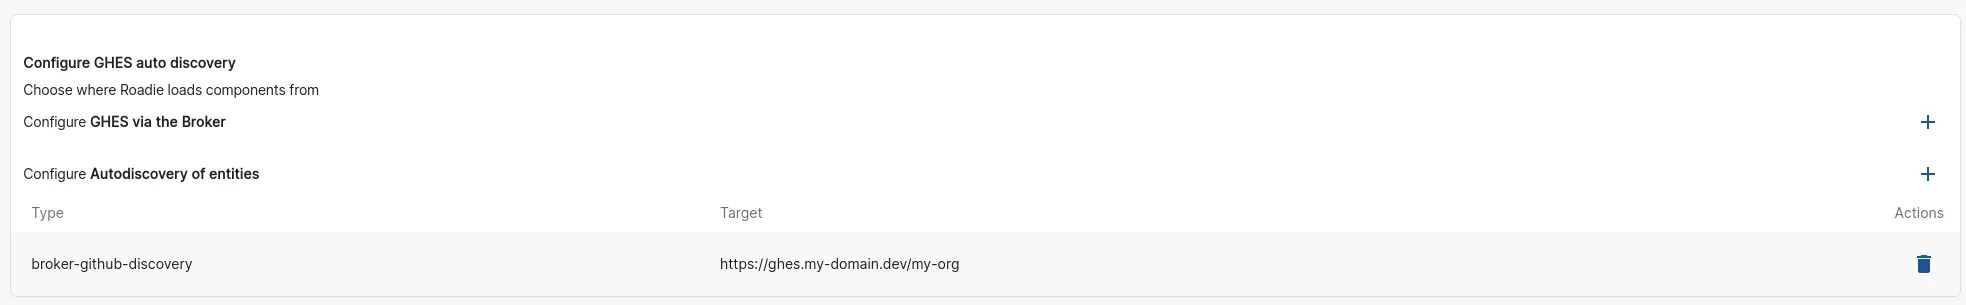 Configure GHES auto discovery
Choose where Roadie loads components from
Configure GHES via the Broker
Configure Autodiscovery of entities
Type Target Actions
broker-github-discovery https://ghes.my-domain.dev/my-org